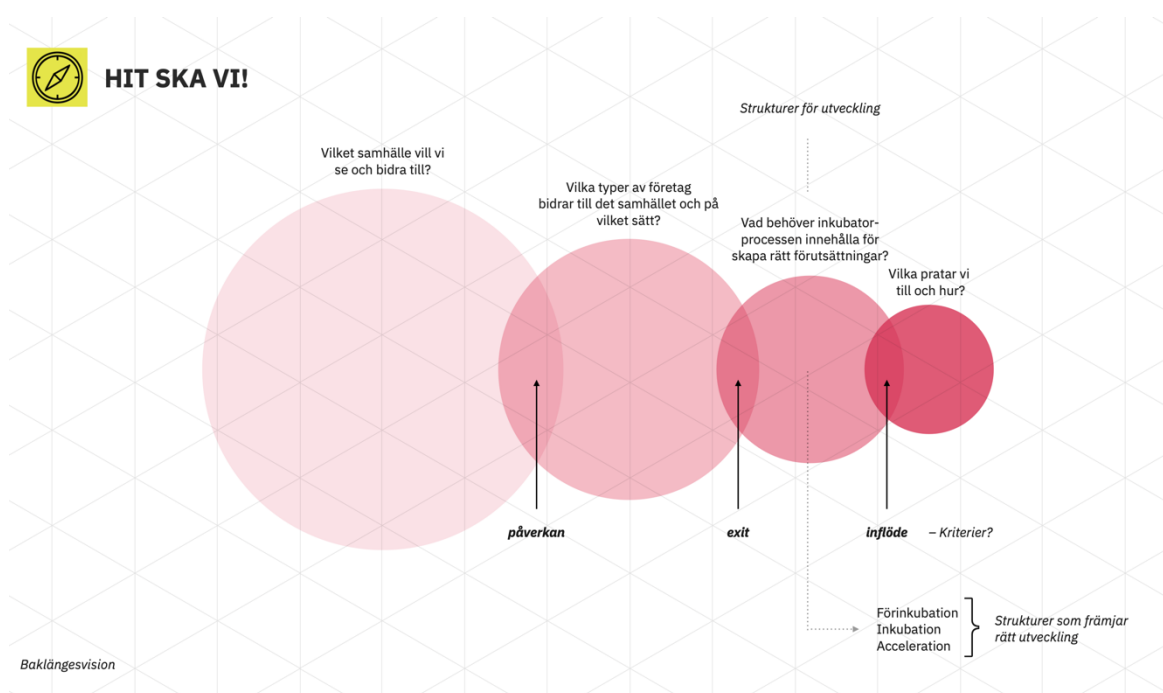 HIT SKA VI!
Strukturer för utveckling
Vilket samhälle vill vi
se och bidra till?
Vilka typer av företag
bidrar till det samhället och på
vilket sätt?
Vad behöver inkubator-
processen innehålla för
skapa rätt förutsättningar?
Vilka pratar vi
till och hur?
påverkan
exit
inflöde – Kriterier?
Förinkubation
Inkubation
Acceleration
Strukturer som främjar
rätt utveckling
Baklängesvision